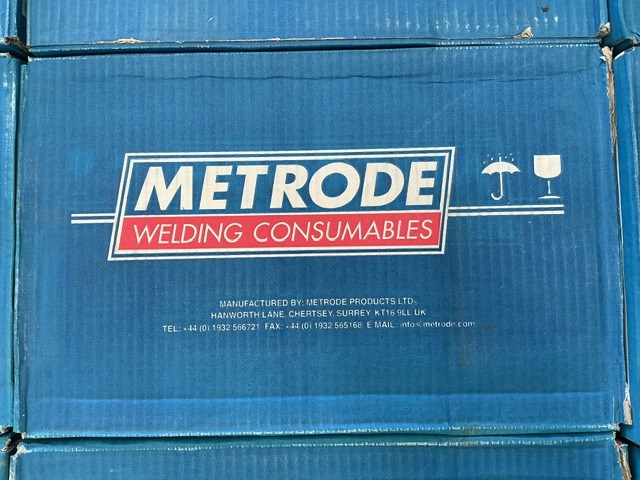 METRODE
WELDING CONSUMABLES
MANUFACTURED BY: METRODE PRODUCTS LTD.
HANWORTH LANE, CHERTSEY, SURREY, KT16 9LL UK
TEL: +44 (0) 1932 566721 FAX: +44 (0) 1932 565168 E MAIL: info@metrode.com